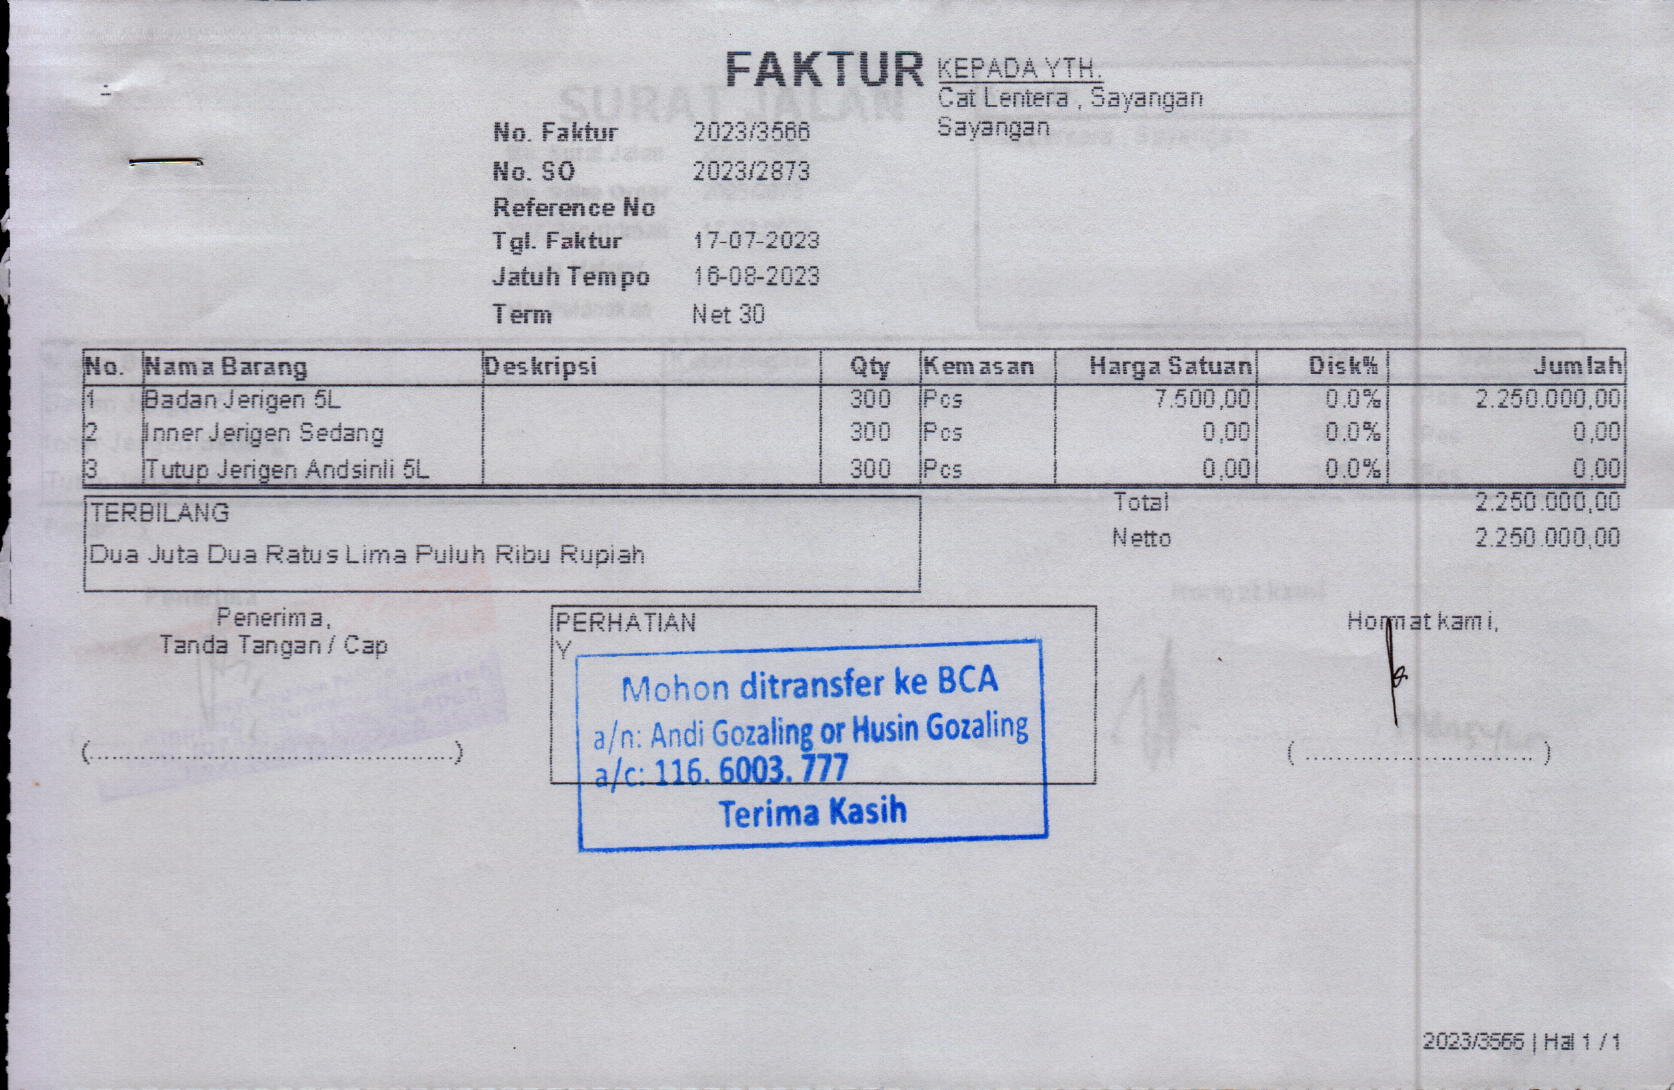 FAKTUR
KEPADA YTH.
Cat Lentera , Sayangan
Sayangan
No. Faktur 2023/3566
No. SO 2023/2873
Reference No
Tgl. Faktur 17-07-2023
Jatuh Tempo 16-08-2023
Term Net 30
No. Nama Barang Deskripsi Qty Kemasan Harga Satuan Disk% Jumlah
1 Badan Jerigen 5L 300 Pcs 7.500,00 0.0% 2.250.000,00
2 Inner Jerigen Sedang 300 Pcs 0,00 0.0% 0,00
3 Tutup Jerigen Andsinli 5L 300 Pcs 0,00 0.0% 0,00
Total 2.250.000,00
Netto 2.250.000,00
TERBILANG
Dua Juta Dua Ratus Lima Puluh Ribu Rupiah
Penerima,
Tanda Tangan / Cap
(..........................................................)
PERHATIAN
Y
Mohon ditransfer ke BCA
a/n: Andi Gozaling or Husin Gozaling
a/c: 116. 6003. 777
Terima Kasih
Hormat kami,
(....................................)
2023/3566 | Hal 1 / 1
SURAT JALAN